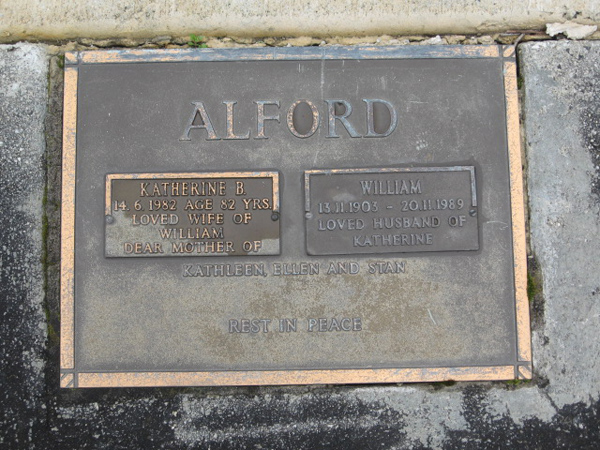 ALFORD
KATHERINE B.
14.6.1982 AGE 82 YRS.
LOVED WIFE OF
WILLIAM
DEAR MOTHER OF
WILLIAM
13.11.1903 - 20.11.1989
LOVED HUSBAND OF
KATHERINE
KATHLEEN, ELLEN AND STAN
REST IN PEACE